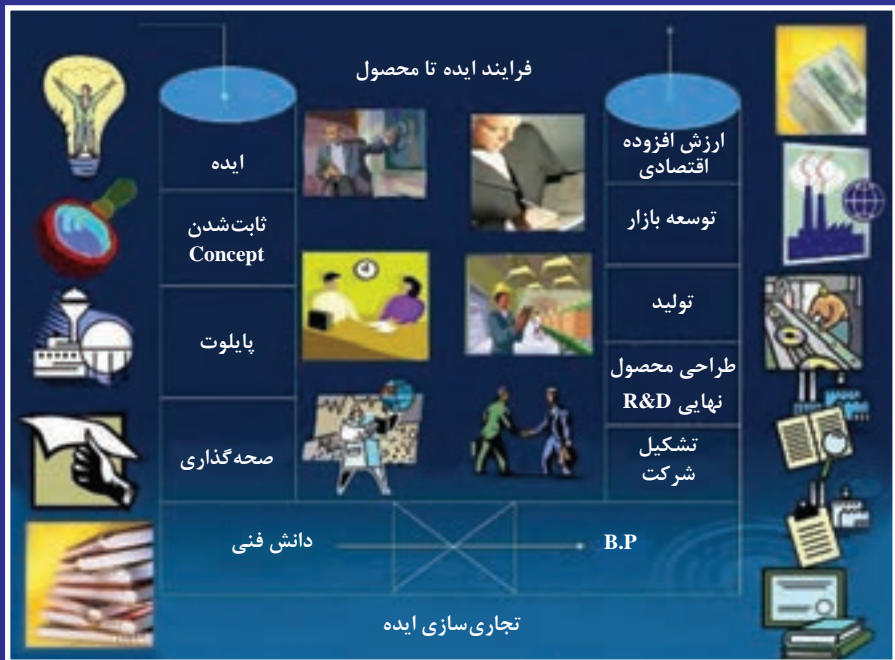 فرایند ایده تا محصول
ایده
ثابت‌شدن
Concept
پایلوت
صحه‌گذاری
دانش فنی
B.P
تشکیل
شرکت
طراحی محصول
نهایی R&D
تولید
توسعه بازار
ارزش افزوده
اقتصادی
تجاری‌سازی ایده